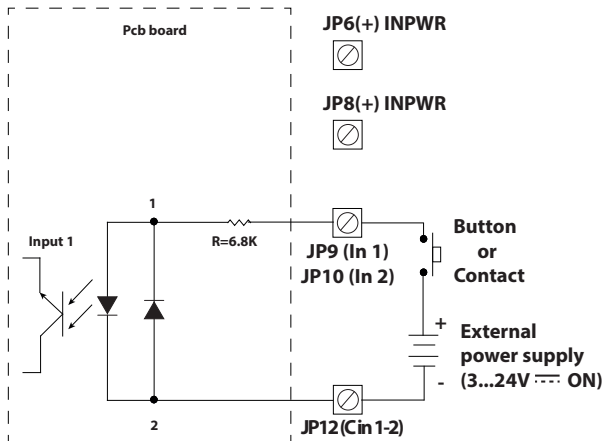 Pcb board
JP6(+) INPWR
JP8(+) INPWR
1
Input 1
R=6.8K
JP9 (In 1)
JP10 (In 2)
Button
or
Contact
+
External
power supply
(3...24V ⎓ ON)
-
2
JP12(Cin 1-2)